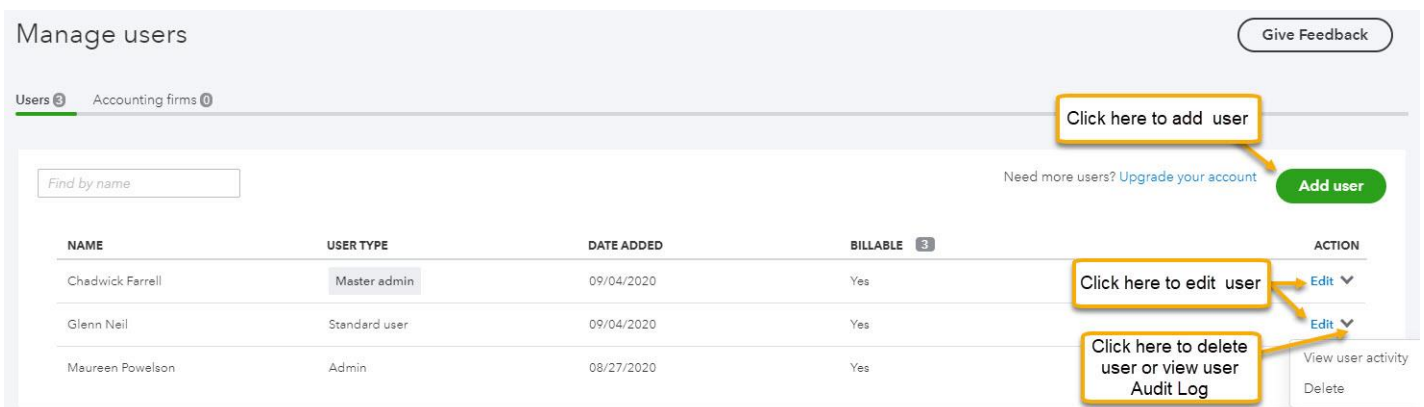 Manage users
Give Feedback
Users 3 Accounting firms 0
Click here to add user
Find by name
Need more users? Upgrade your account
Add user
NAME USER TYPE DATE ADDED BILLABLE 3 ACTION
Chadwick Farrell Master admin 09/04/2020 Yes Edit
Click here to edit user
Glenn Neil Standard user 09/04/2020 Yes Edit
Click here to delete
user or view user
Audit Log
View user activity
Maureen Powelson Admin 08/27/2020 Yes
Delete